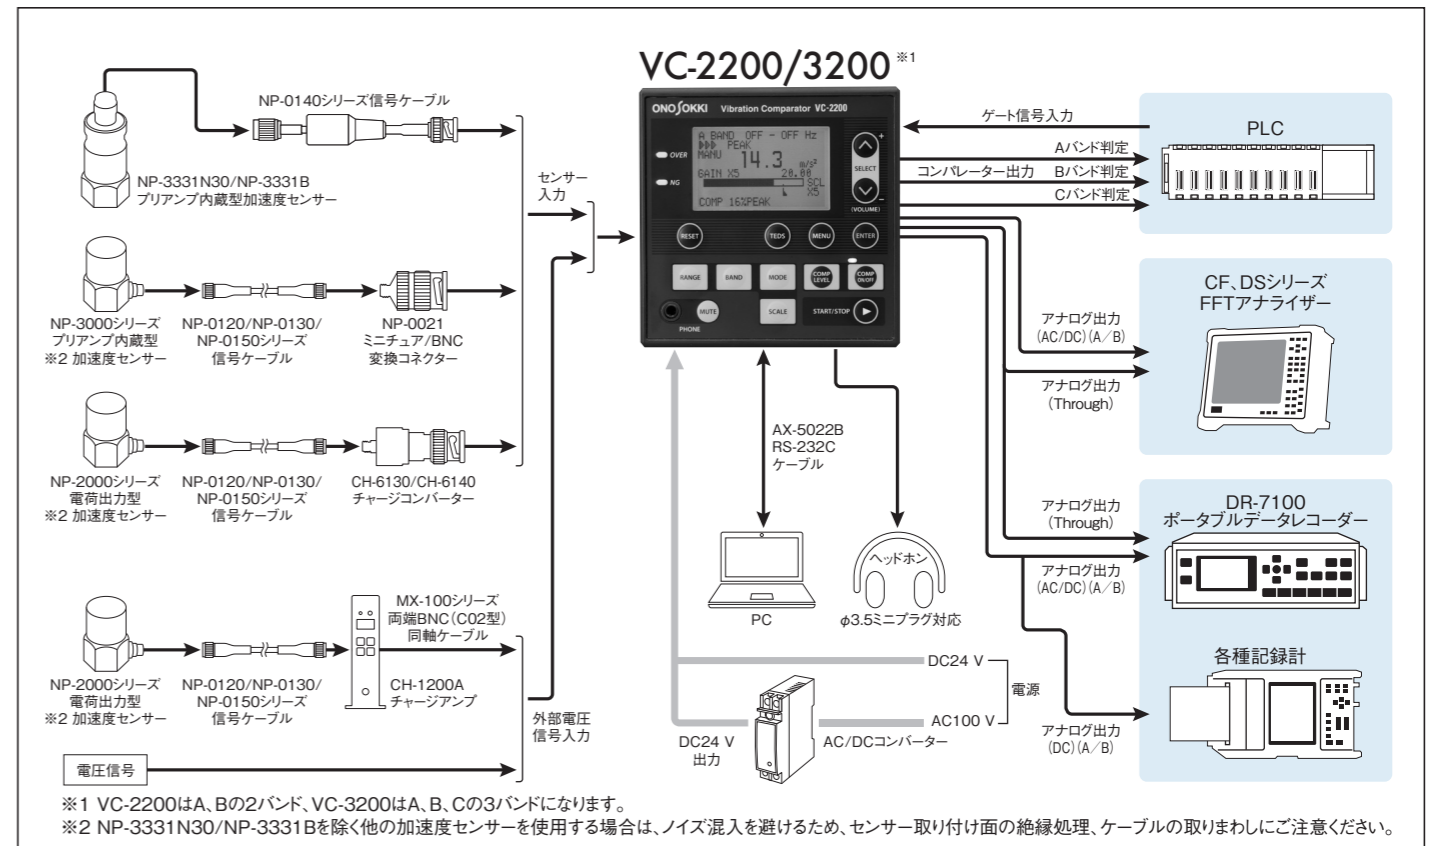 VC-2200/3200 ※1
NP-0140シリーズ信号ケーブル
NP-3331N30/NP-3331B
プリアンプ内蔵型加速度センサー
NP-3000シリーズ
プリアンプ内蔵型
※2 加速度センサー
NP-0120/NP-0130/
NP-0150シリーズ
信号ケーブル
NP-0021
ミニチュア/BNC
変換コネクター
NP-2000シリーズ
電荷出力型
※2 加速度センサー
NP-0120/NP-0130/
NP-0150シリーズ
信号ケーブル
CH-6130/CH-6140
チャージコンバーター
MX-100シリーズ
両端BNC(C02型)
同軸ケーブル
NP-2000シリーズ
電荷出力型
※2 加速度センサー
NP-0120/NP-0130/
NP-0150シリーズ
信号ケーブル
CH-1200A
チャージアンプ
電圧信号
センサー
入力
外部電圧
信号入力
ONO SOKKI Vibration Comparator VC-2200
A BAND OFF - OFF Hz
PEAK
MANU 14.3 m/s²
GAIN X5 20.00
SCL
X5
COMP 16%PEAK
OVER
NG
+
SELECT
−
(VOLUME)
RESET
TEDS
MENU
ENTER
RANGE
BAND
MODE
COMP
LEVEL
COMP
ON/OFF
MUTE
PHONE
SCALE
START/STOP
AX-5022B
RS-232C
ケーブル
PC
ヘッドホン
φ3.5ミニプラグ対応
DC24 V
電源
AC100 V
DC24 V
出力
AC/DCコンバーター
ゲート信号入力
コンパレーター出力
Aバンド判定
Bバンド判定
Cバンド判定
PLC
アナログ出力
(AC/DC)(A/B)
アナログ出力
(Through)
CF、DSシリーズ
FFTアナライザー
アナログ出力
(Through)
アナログ出力
(AC/DC)(A/B)
DR-7100
ポータブルデータレコーダー
アナログ出力
(DC)(A/B)
各種記録計
※1 VC-2200はA、Bの2バンド、VC-3200はA、B、Cの3バンドになります。
※2 NP-3331N30/NP-3331Bを除く他の加速度センサーを使用する場合は、ノイズ混入を避けるため、センサー取り付け面の絶縁処理、ケーブルの取りまわしにご注意ください。